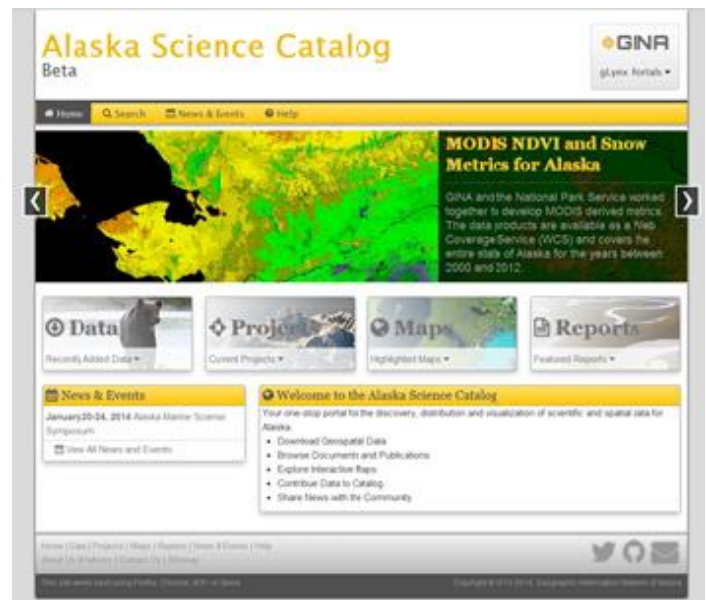 Alaska Science Catalog
Beta
GINA
gLynx Portals
Home Search News & Events Help
MODIS NDVI and Snow
Metrics for Alaska
GINA and the National Park Service worked
together to develop MODIS derived metrics.
The data products are available as a Web
Coverage Service (WCS) and covers the
entire state of Alaska for the years between
2000 and 2012.
Data Projects Maps Reports
Recently Added Data Current Projects Highlighted Maps Featured Reports
News & Events
January 20-24, 2014 Alaska Marine Science
Symposium
View All News and Events
Welcome to the Alaska Science Catalog
Your one-stop portal for the discovery, distribution and visualization of scientific and spatial data for
Alaska.
Download Geospatial Data
Browse Documents and Publications
Explore Interactive Maps
Contribute Data to Catalog
Share News with the Community
Home | Data | Projects | Maps | Reports | News & Events | Help
About Us | Partners | Contact Us | Sitemap